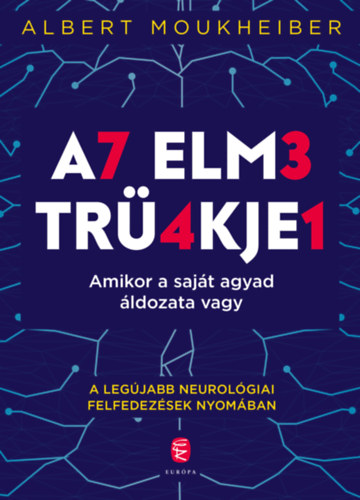 ALBERT MOUKHEIBER
A7 ELM3
TRÜ4KJE1
Amikor a saját agyad
áldozata vagy
A LEGÚJABB NEUROLÓGIAI
FELFEDEZÉSEK NYOMÁBAN
EURÓPA